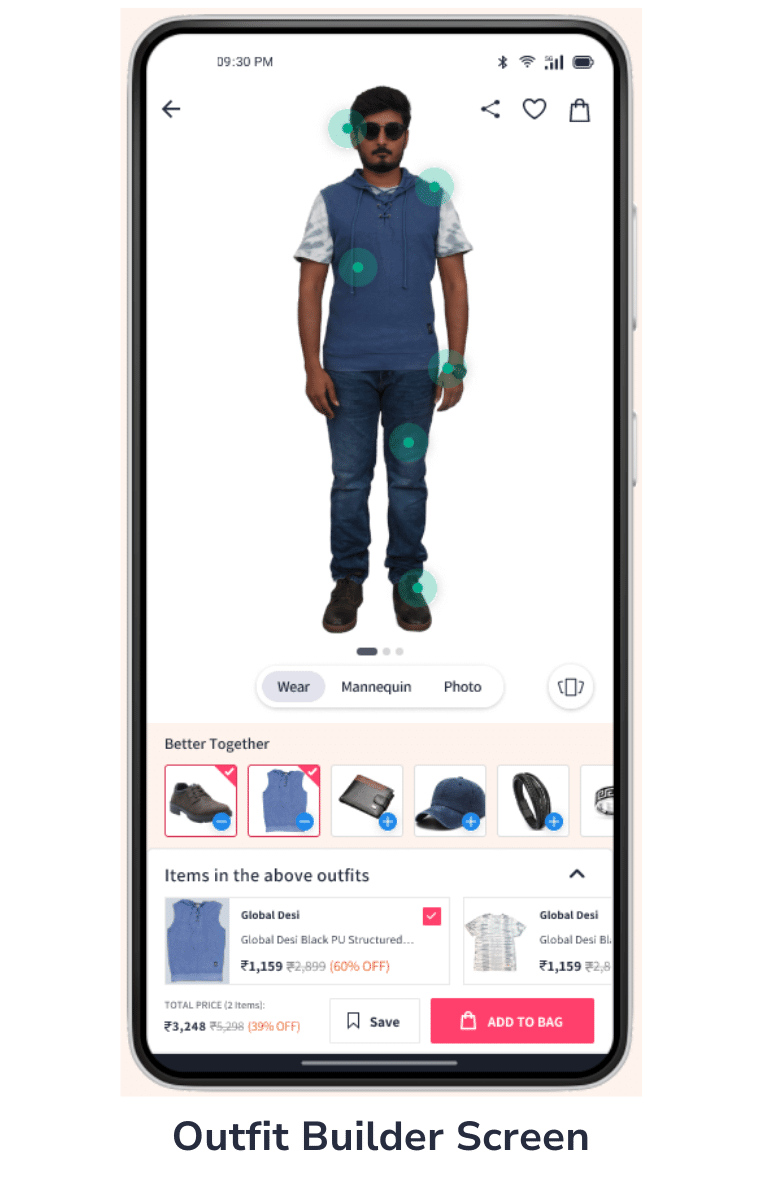 09:30 PM
5G
Wear Mannequin Photo
Better Together
Items in the above outfits
Global Desi
Global Desi Black PU Structured...
₹1,159 ₹2,899 (60% OFF)
Global Desi
Global Desi Bl
₹1,159 ₹2,8
TOTAL PRICE (2 Items):
₹3,248 ₹5,298 (39% OFF)
Save
ADD TO BAG
Outfit Builder Screen